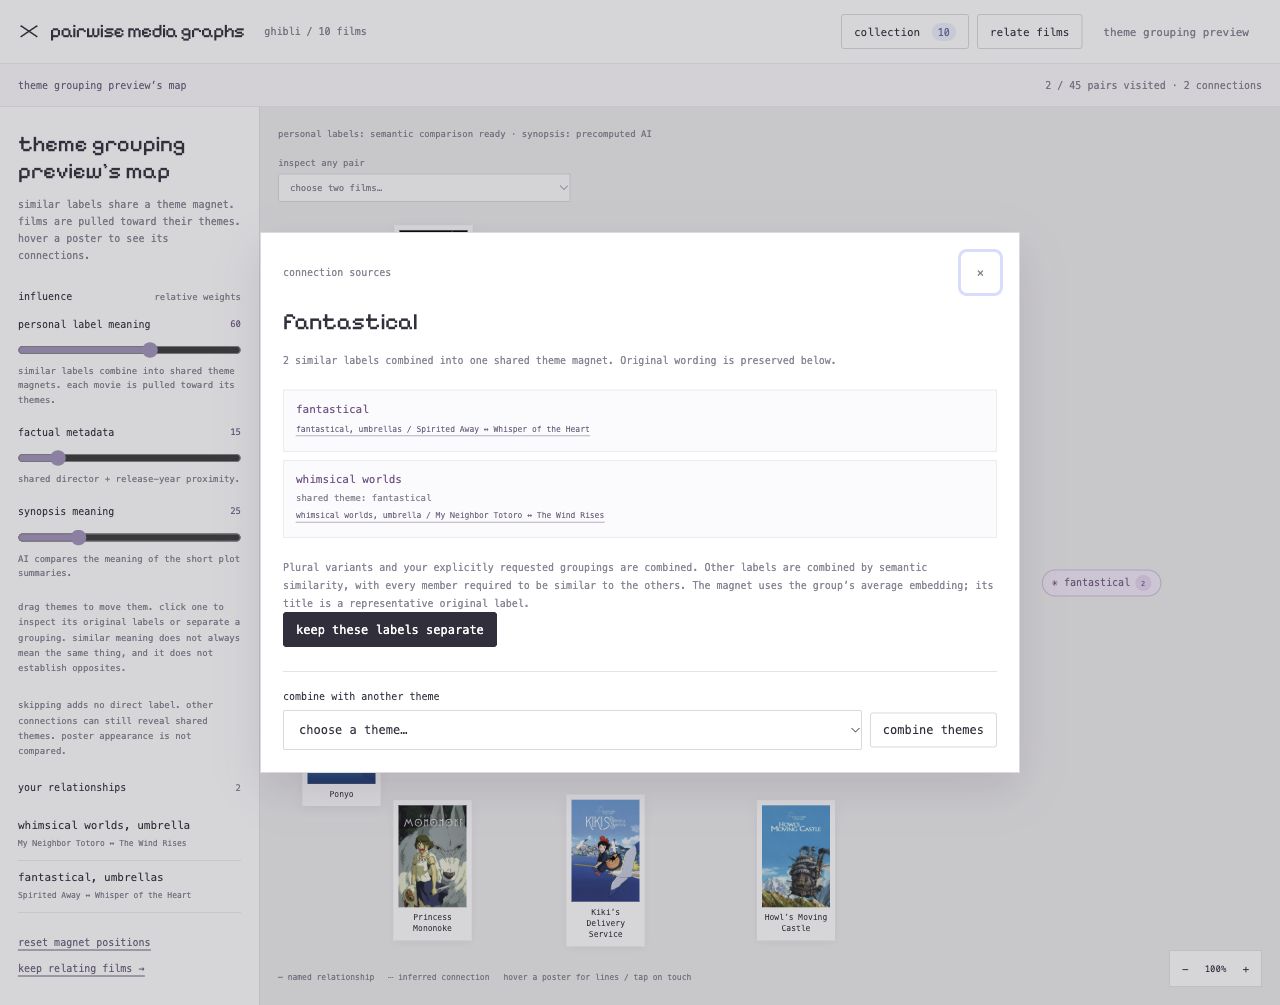 pairwise media graphs
ghibli / 10 films
collection 10
relate films
theme grouping preview
theme grouping preview's map
2 / 45 pairs visited · 2 connections
theme grouping
preview's map
similar labels share a theme magnet.
films are pulled toward their themes.
hover a poster to see its
connections.
influence
relative weights
personal label meaning
60
similar labels combine into shared theme
magnets. each movie is pulled toward its
themes.
factual metadata
15
shared director + release-year proximity.
synopsis meaning
25
AI compares the meaning of the short plot
summaries.
drag themes to move them. click one to
inspect its original labels or separate a
grouping. similar meaning does not always
mean the same thing, and it does not
establish opposites.
skipping adds no direct label. other
connections can still reveal shared
themes. poster appearance is not
compared.
your relationships
2
whimsical worlds, umbrella
My Neighbor Totoro ↔ The Wind Rises
fantastical, umbrellas
Spirited Away ↔ Whisper of the Heart
reset magnet positions
keep relating films →
personal labels: semantic comparison ready · synopsis: precomputed AI
inspect any pair
choose two films…
connection sources
×
fantastical
2 similar labels combined into one shared theme magnet. Original wording is preserved below.
fantastical
fantastical, umbrellas / Spirited Away ↔ Whisper of the Heart
whimsical worlds
shared theme: fantastical
whimsical worlds, umbrella / My Neighbor Totoro ↔ The Wind Rises
Plural variants and your explicitly requested groupings are combined. Other labels are combined by semantic
similarity, with every member required to be similar to the others. The magnet uses the group's average embedding; its
title is a representative original label.
keep these labels separate
combine with another theme
choose a theme…
combine themes
✳ fantastical 2
Ponyo
MONONOKE
Princess
Mononoke
KIKI'S
Kiki's
Delivery
Service
HOWL'S
MOVING CASTLE
Howl's Moving
Castle
— named relationship
┄ inferred connection
hover a poster for lines / tap on touch
− 100% +